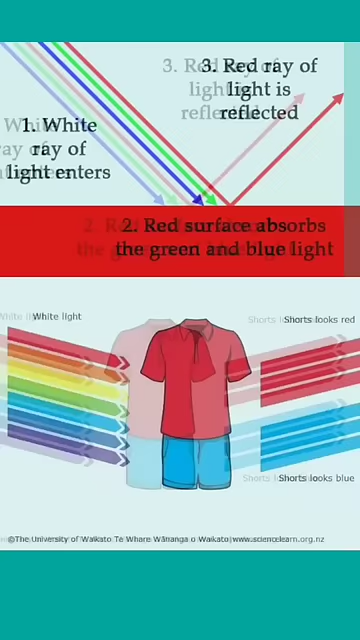 3. Red ray of
light is
reflected
1. White
ray of
light enters
2. Red surface absorbs
the green and blue light
White light
Shorts looks red
Shorts looks blue
©The University of Waikato Te Whare Wānanga o Waikato | www.sciencelearn.org.nz